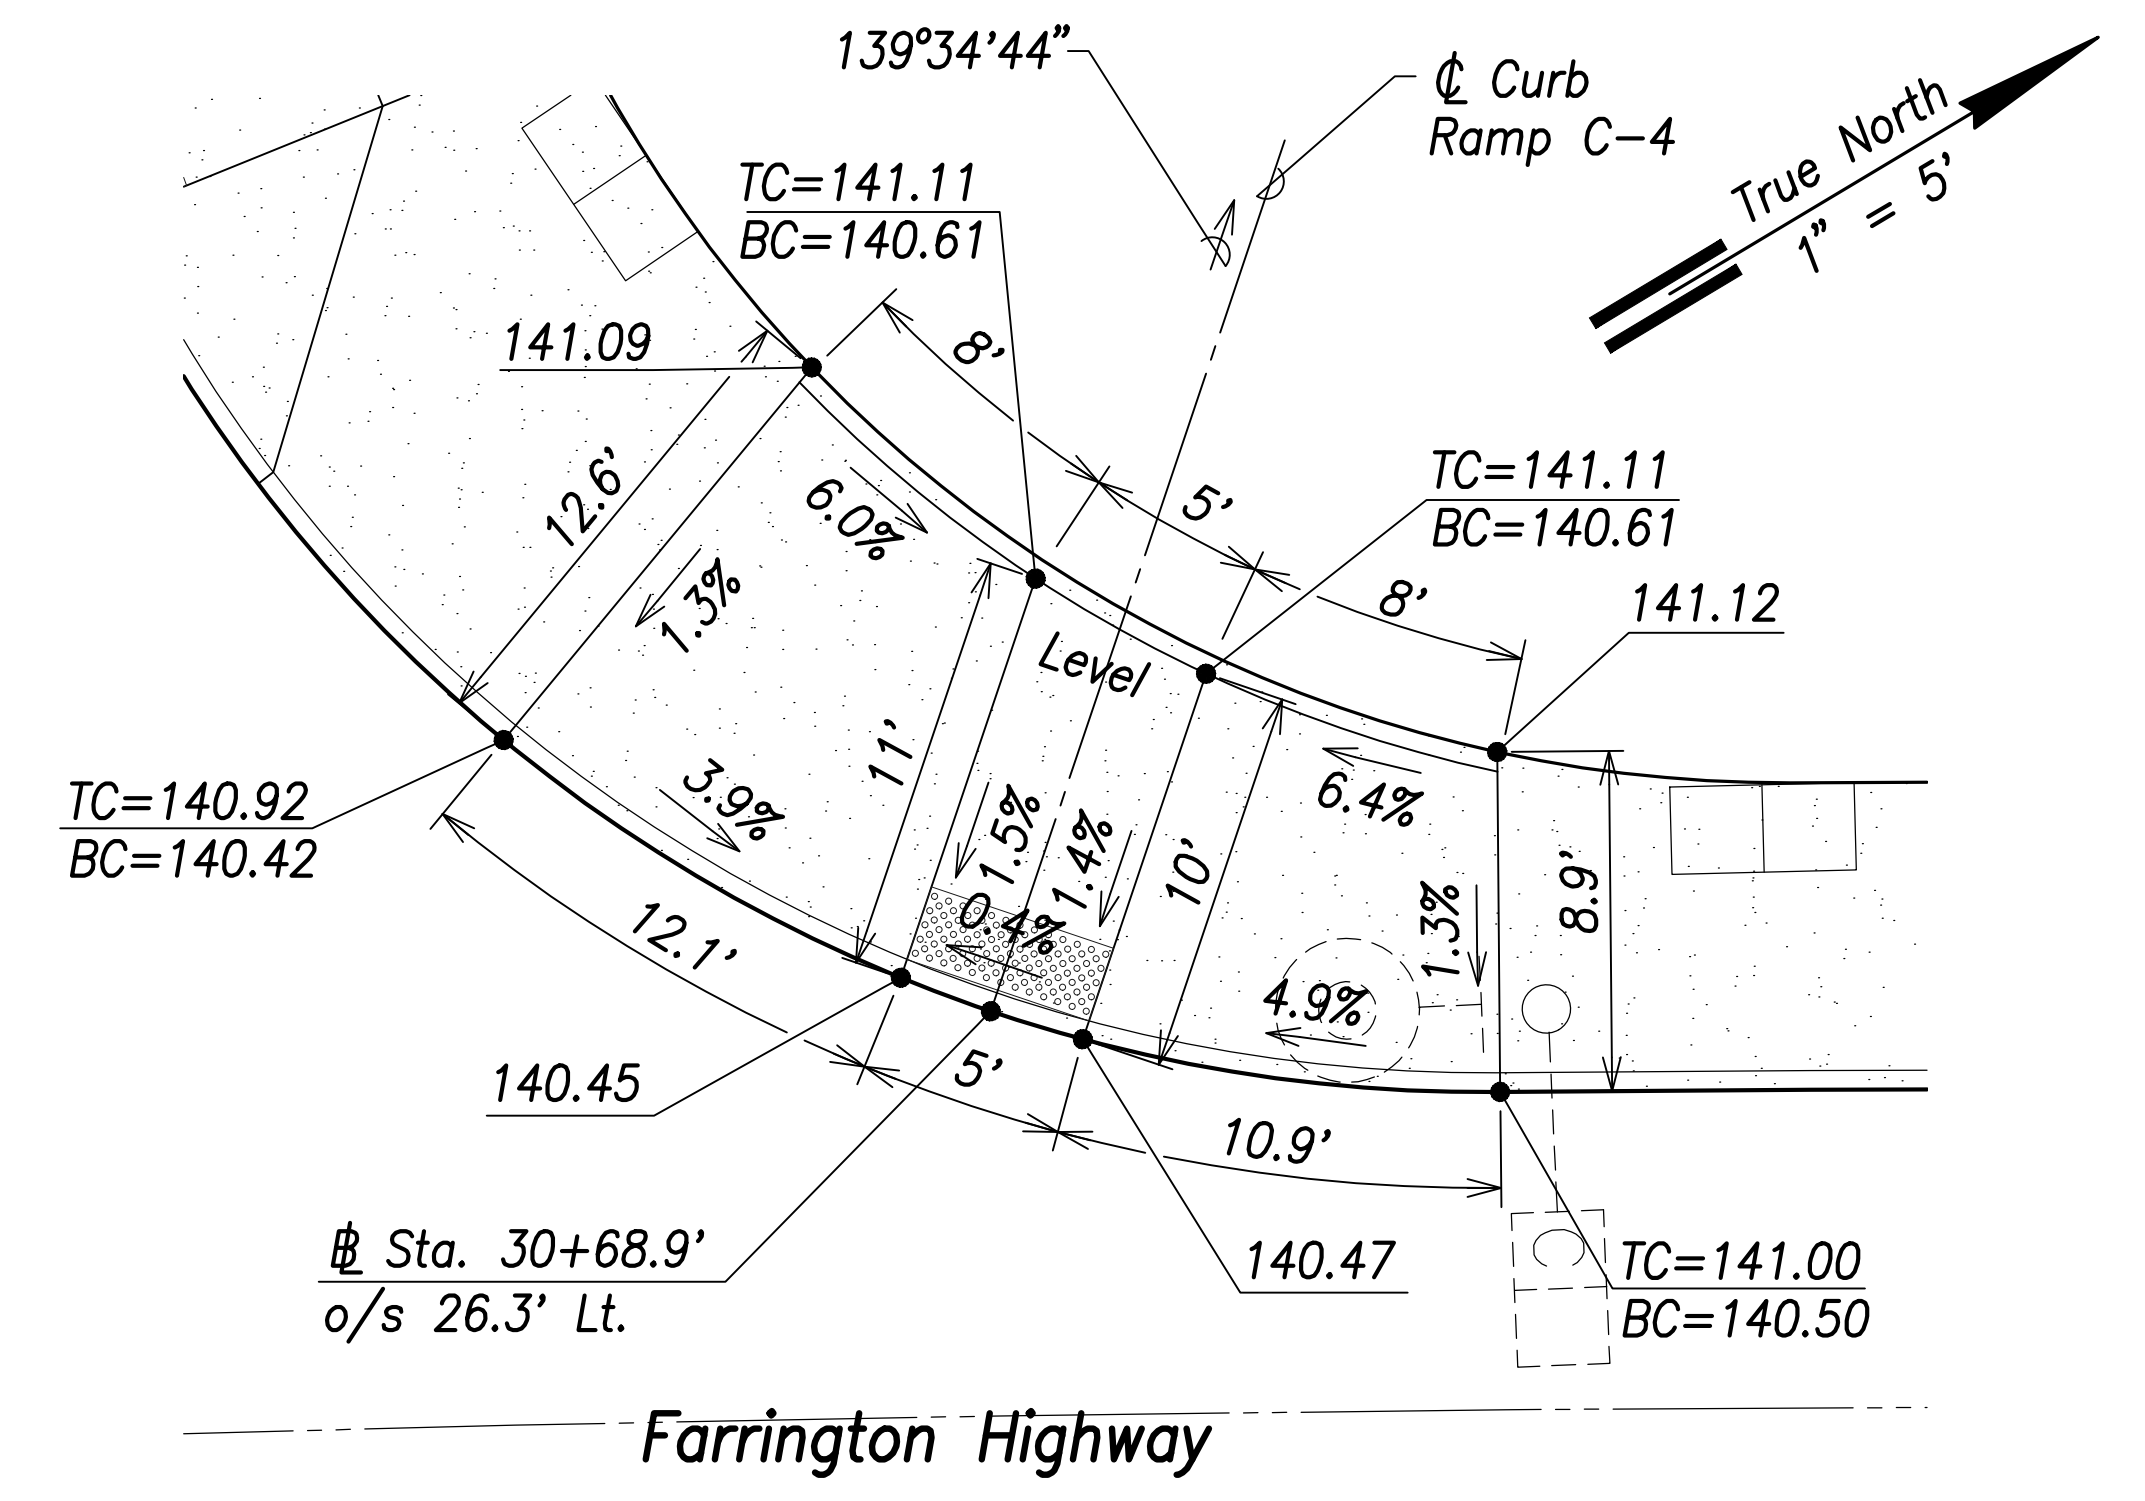 139°34'44"
℄ Curb
Ramp C-4
True North
1" = 5'
TC=141.11
BC=140.61
141.09
8'
5'
8'
TC=141.11
BC=140.61
141.12
12.6'
6.0%
1.3%
Level
11'
3.9%
1.5%
1.4%
0.4%
10'
6.4%
1.3%
8.9'
4.9%
TC=140.92
BC=140.42
12.1'
5'
10.9'
140.45
140.47
TC=141.00
BC=140.50
BL Sta. 30+68.9'
o/s 26.3' Lt.
Farrington Highway